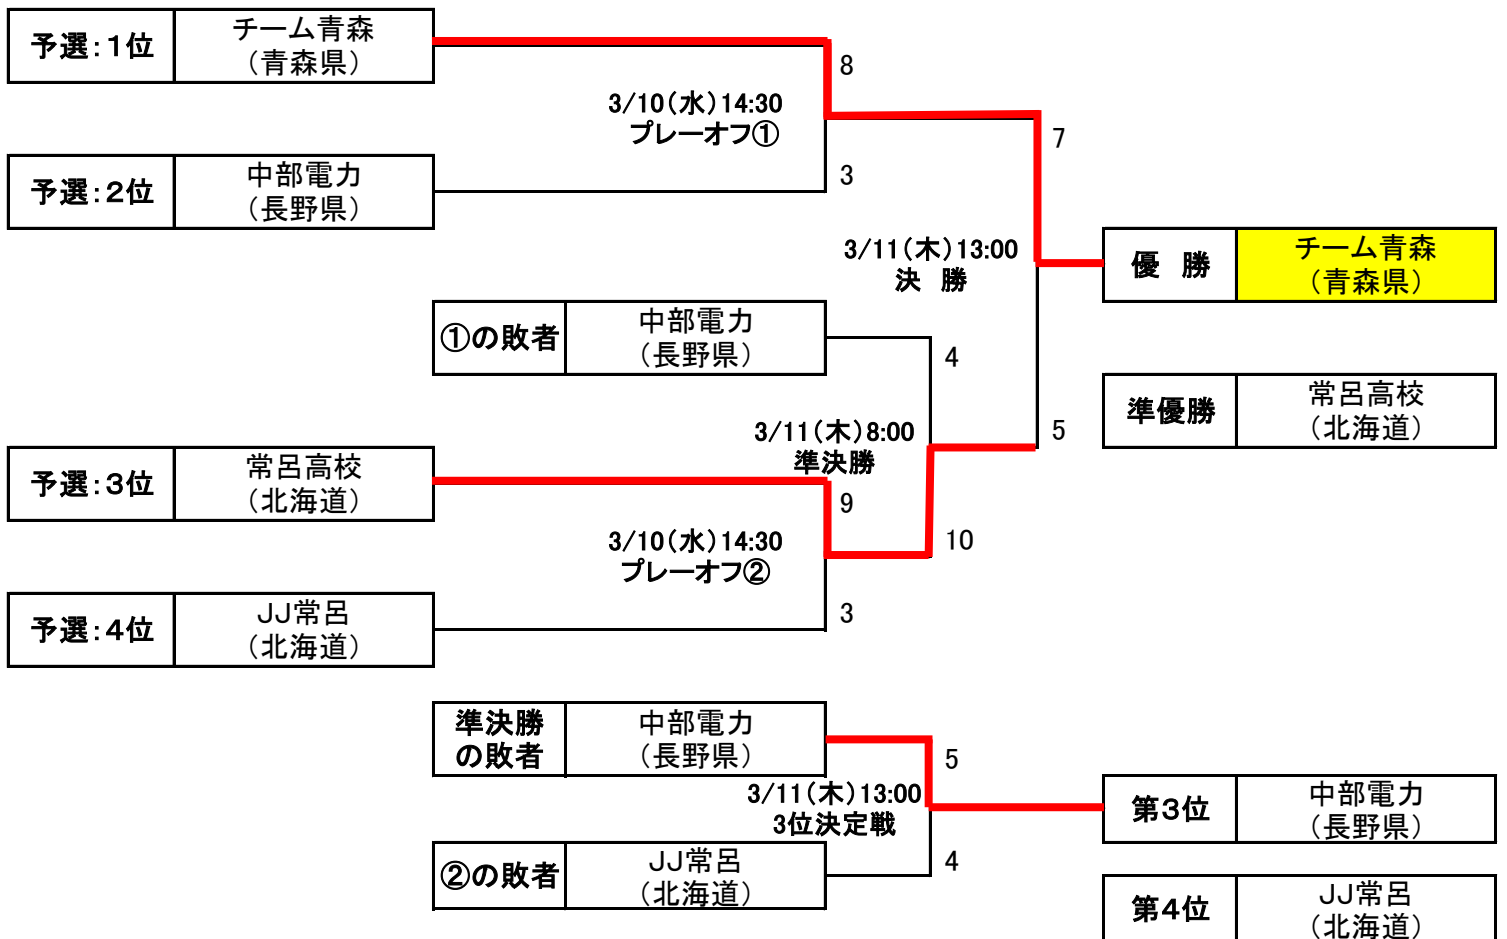 予選:1位
チーム青森
(青森県)
8
3/10(水)14:30
プレーオフ①
7
予選:2位
中部電力
(長野県)
3
3/11(木)13:00
決 勝
優 勝
チーム青森
(青森県)
①の敗者
中部電力
(長野県)
4
準優勝
常呂高校
(北海道)
3/11(木)8:00
準決勝
5
予選:3位
常呂高校
(北海道)
9
3/10(水)14:30
プレーオフ②
10
予選:4位
JJ常呂
(北海道)
3
準決勝
の敗者
中部電力
(長野県)
5
3/11(木)13:00
3位決定戦
第3位
中部電力
(長野県)
②の敗者
JJ常呂
(北海道)
4
第4位
JJ常呂
(北海道)